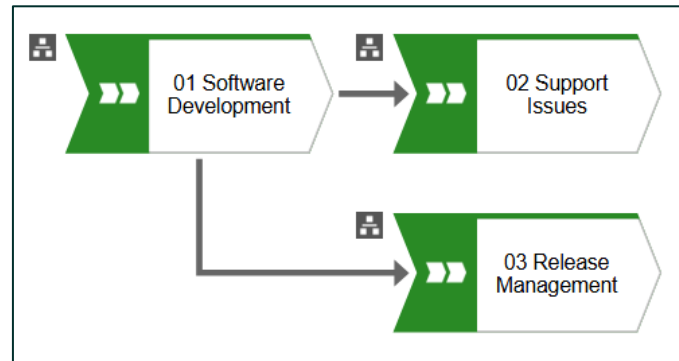 01 Software
Development
02 Support
Issues
03 Release
Management